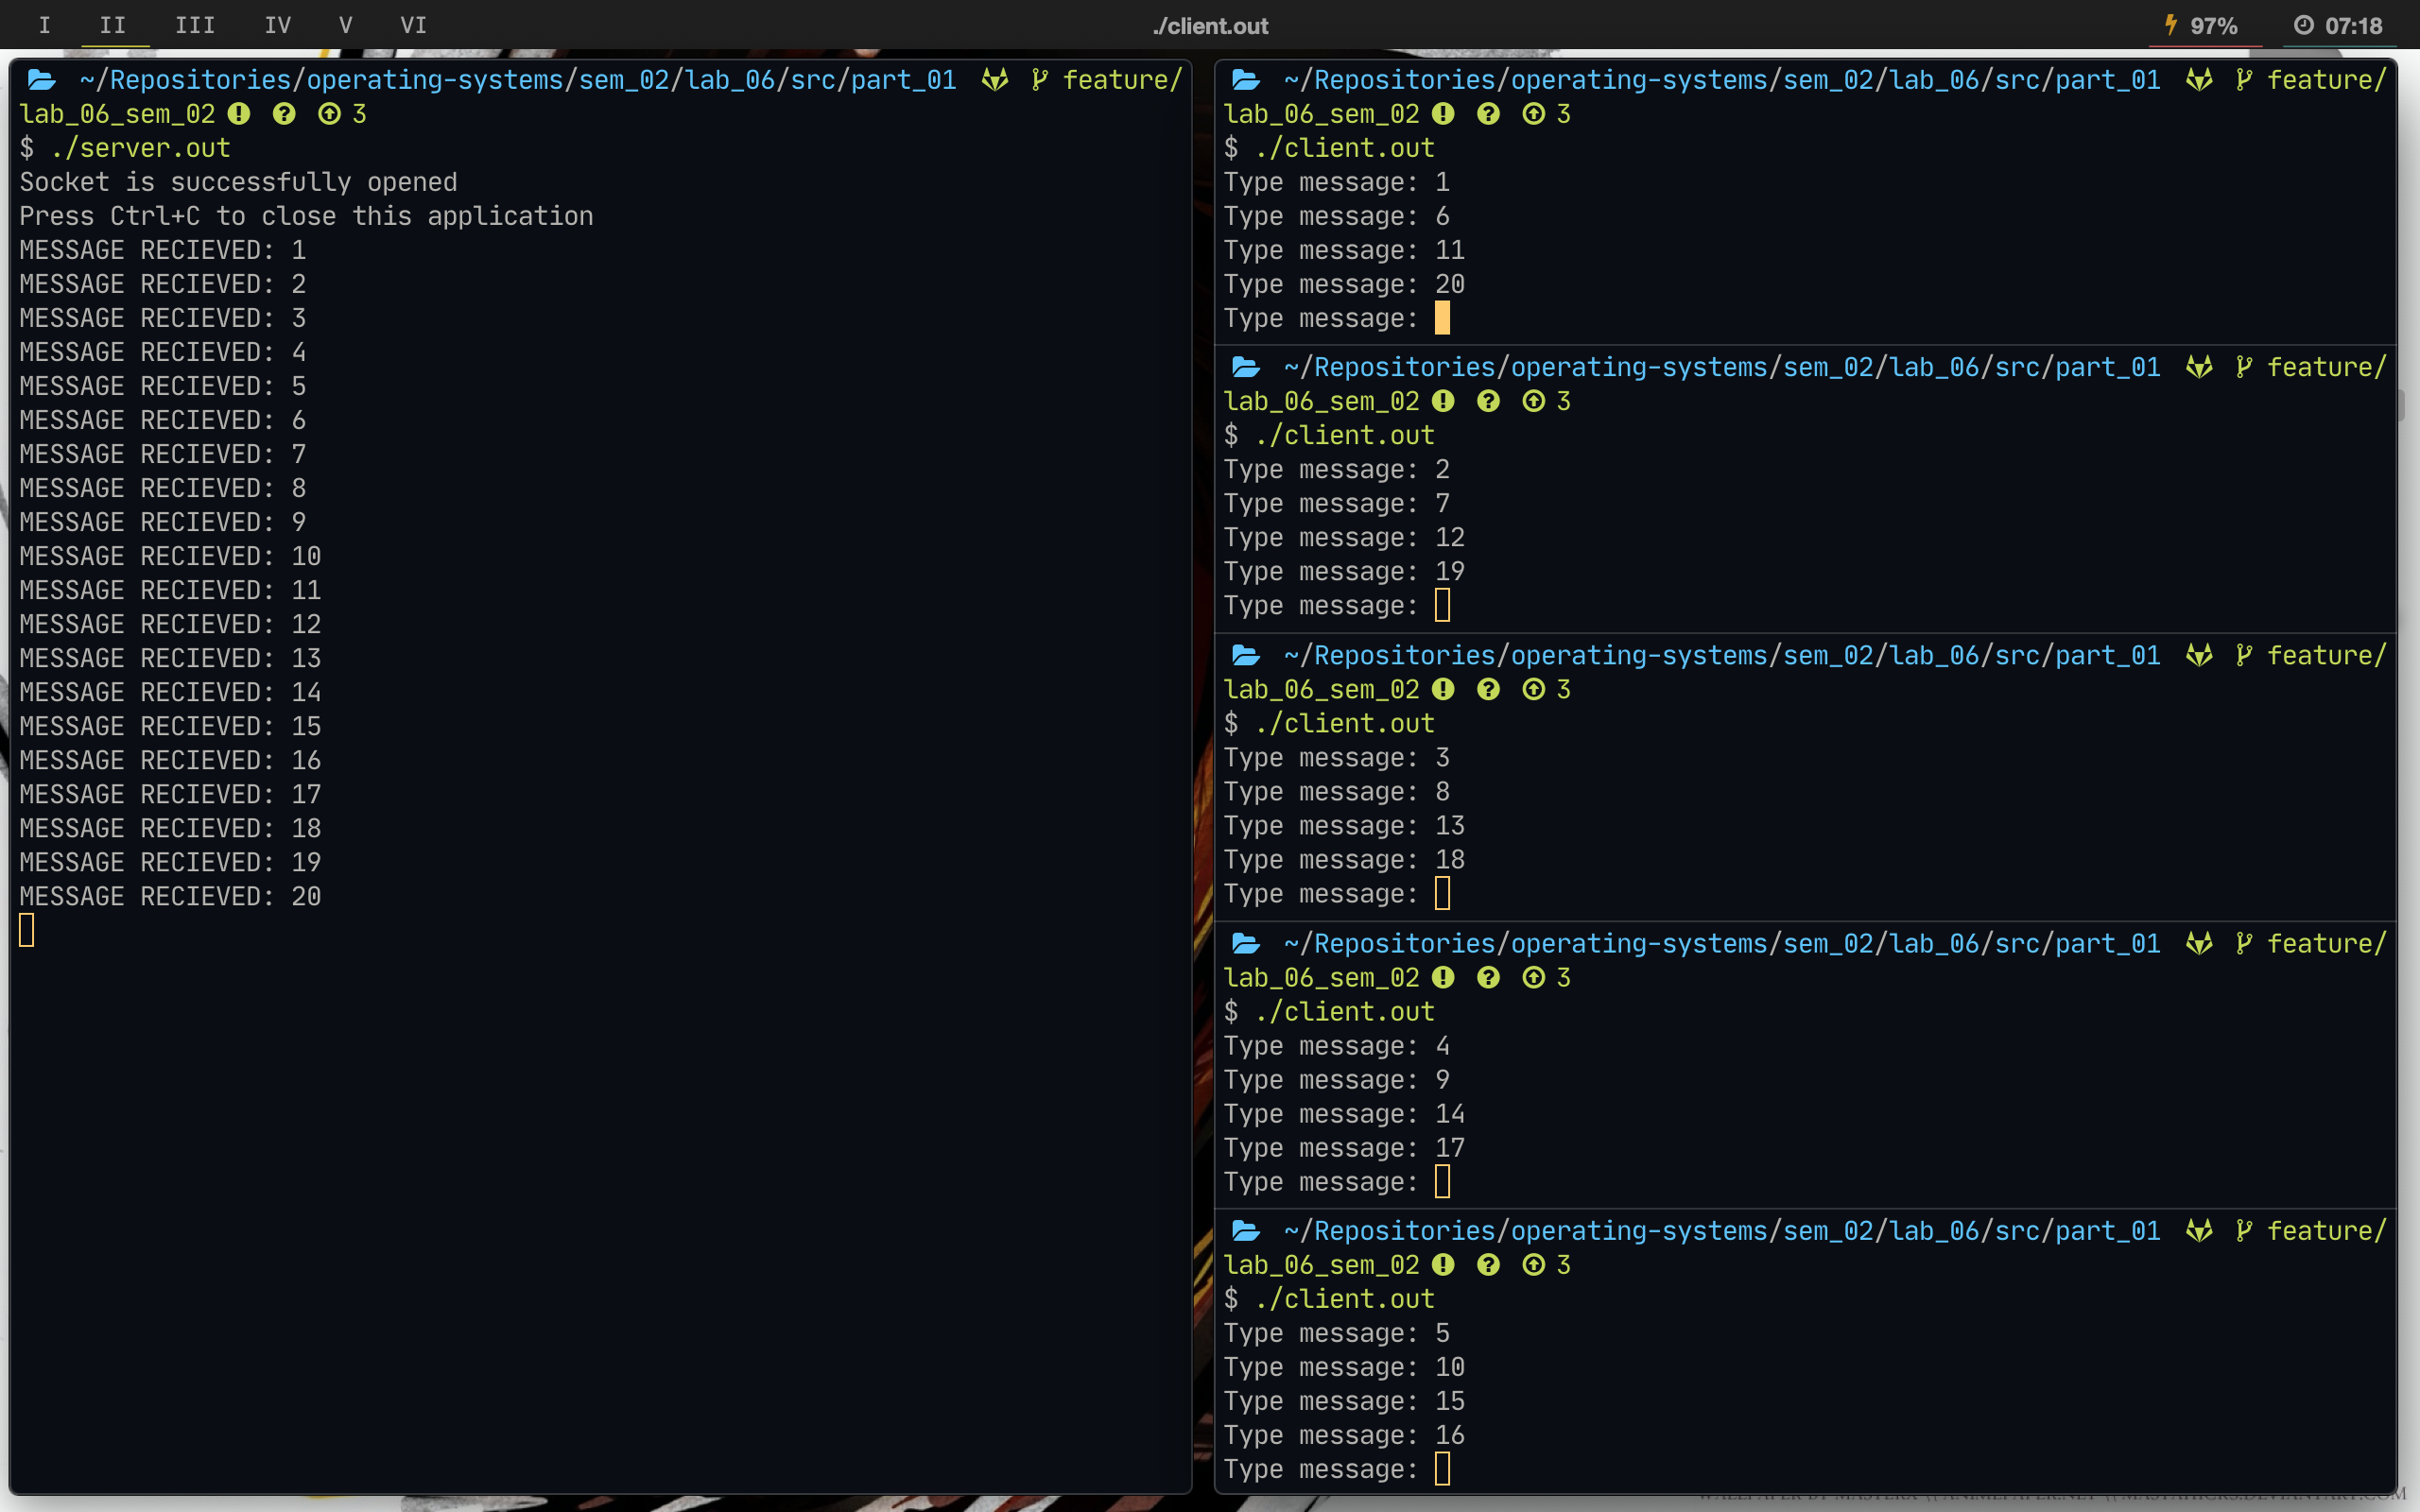 I II III IV V VI ./client.out 97% 07:18
~/Repositories/operating-systems/sem_02/lab_06/src/part_01 feature/
lab_06_sem_02 3
$ ./server.out
Socket is successfully opened
Press Ctrl+C to close this application
MESSAGE RECIEVED: 1
MESSAGE RECIEVED: 2
MESSAGE RECIEVED: 3
MESSAGE RECIEVED: 4
MESSAGE RECIEVED: 5
MESSAGE RECIEVED: 6
MESSAGE RECIEVED: 7
MESSAGE RECIEVED: 8
MESSAGE RECIEVED: 9
MESSAGE RECIEVED: 10
MESSAGE RECIEVED: 11
MESSAGE RECIEVED: 12
MESSAGE RECIEVED: 13
MESSAGE RECIEVED: 14
MESSAGE RECIEVED: 15
MESSAGE RECIEVED: 16
MESSAGE RECIEVED: 17
MESSAGE RECIEVED: 18
MESSAGE RECIEVED: 19
MESSAGE RECIEVED: 20
~/Repositories/operating-systems/sem_02/lab_06/src/part_01 feature/
lab_06_sem_02 3
$ ./client.out
Type message: 1
Type message: 6
Type message: 11
Type message: 20
Type message:
~/Repositories/operating-systems/sem_02/lab_06/src/part_01 feature/
lab_06_sem_02 3
$ ./client.out
Type message: 2
Type message: 7
Type message: 12
Type message: 19
Type message:
~/Repositories/operating-systems/sem_02/lab_06/src/part_01 feature/
lab_06_sem_02 3
$ ./client.out
Type message: 3
Type message: 8
Type message: 13
Type message: 18
Type message:
~/Repositories/operating-systems/sem_02/lab_06/src/part_01 feature/
lab_06_sem_02 3
$ ./client.out
Type message: 4
Type message: 9
Type message: 14
Type message: 17
Type message:
~/Repositories/operating-systems/sem_02/lab_06/src/part_01 feature/
lab_06_sem_02 3
$ ./client.out
Type message: 5
Type message: 10
Type message: 15
Type message: 16
Type message: